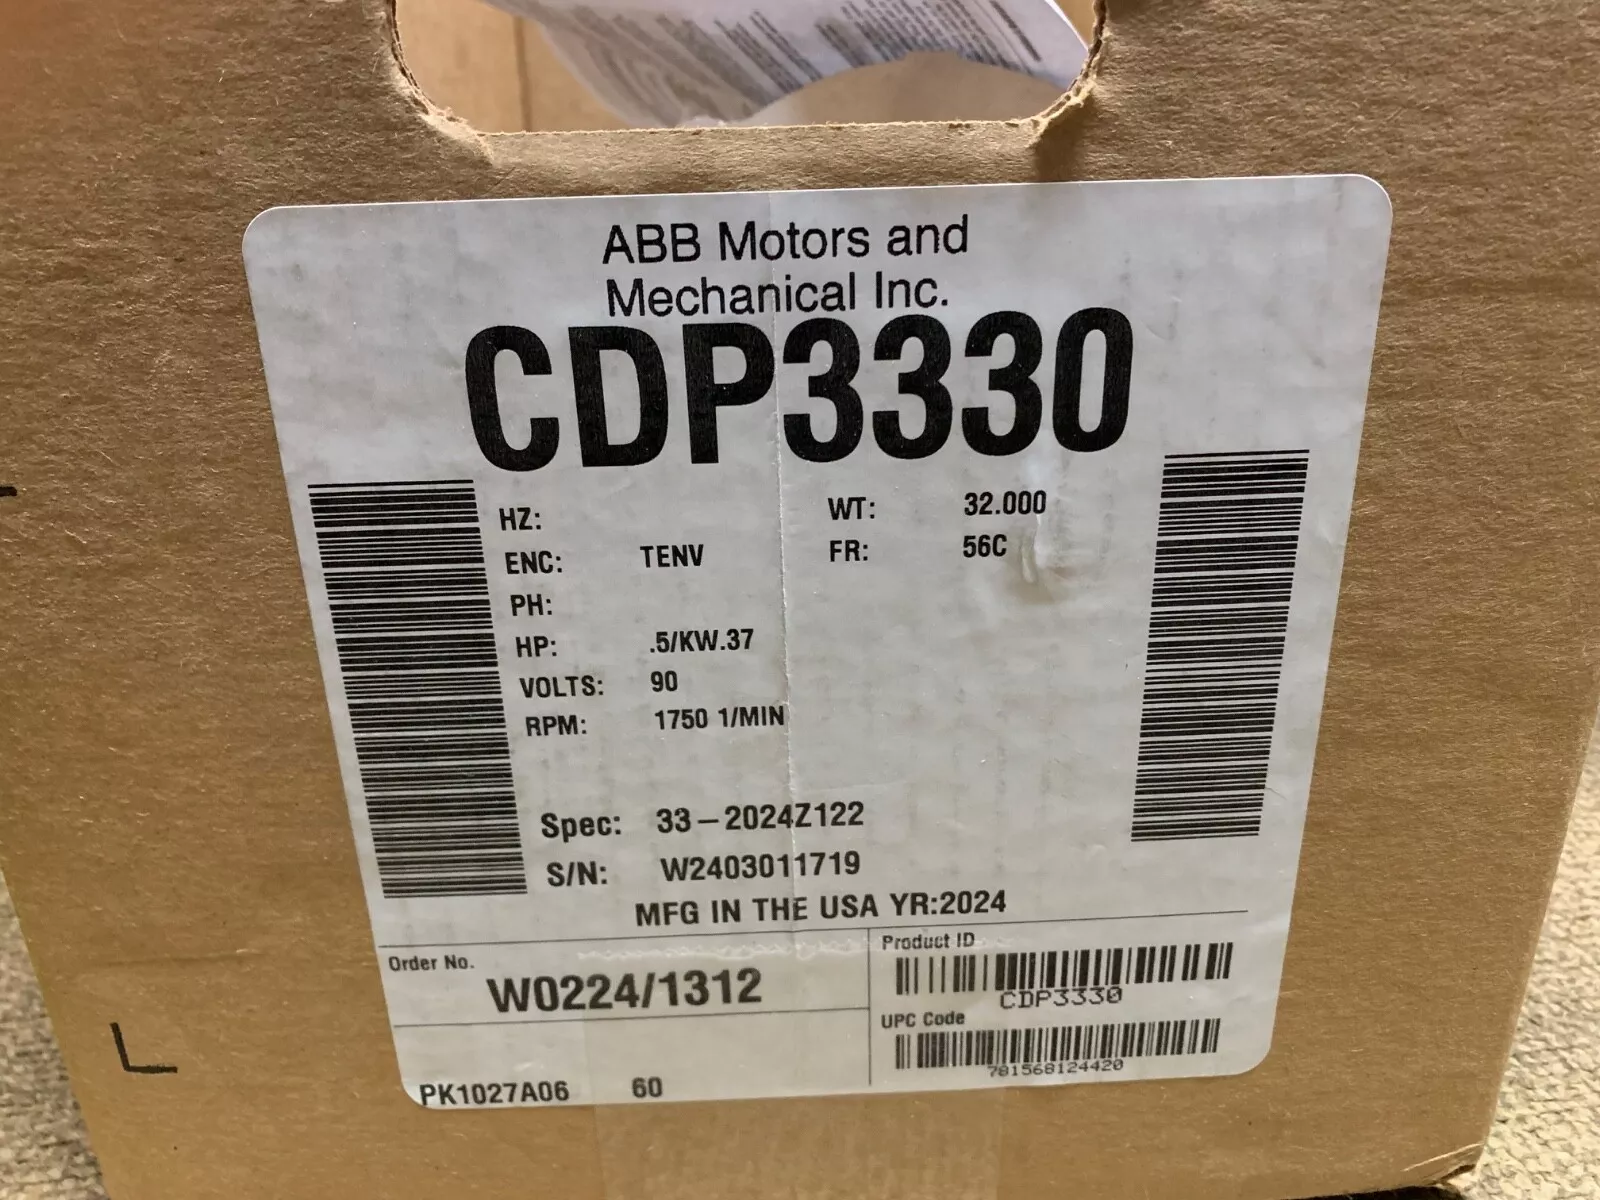 ABB Motors and
Mechanical Inc.
CDP3330
HZ:
ENC: TENV
PH:
HP: .5/KW.37
VOLTS: 90
RPM: 1750 1/MIN
WT: 32.000
FR: 56C
Spec: 33-2024Z122
S/N: W2403011719
MFG IN THE USA YR:2024
Order No.
W0224/1312
PK1027A06 60
Product ID
CDP3330
UPC Code
781568124420
L